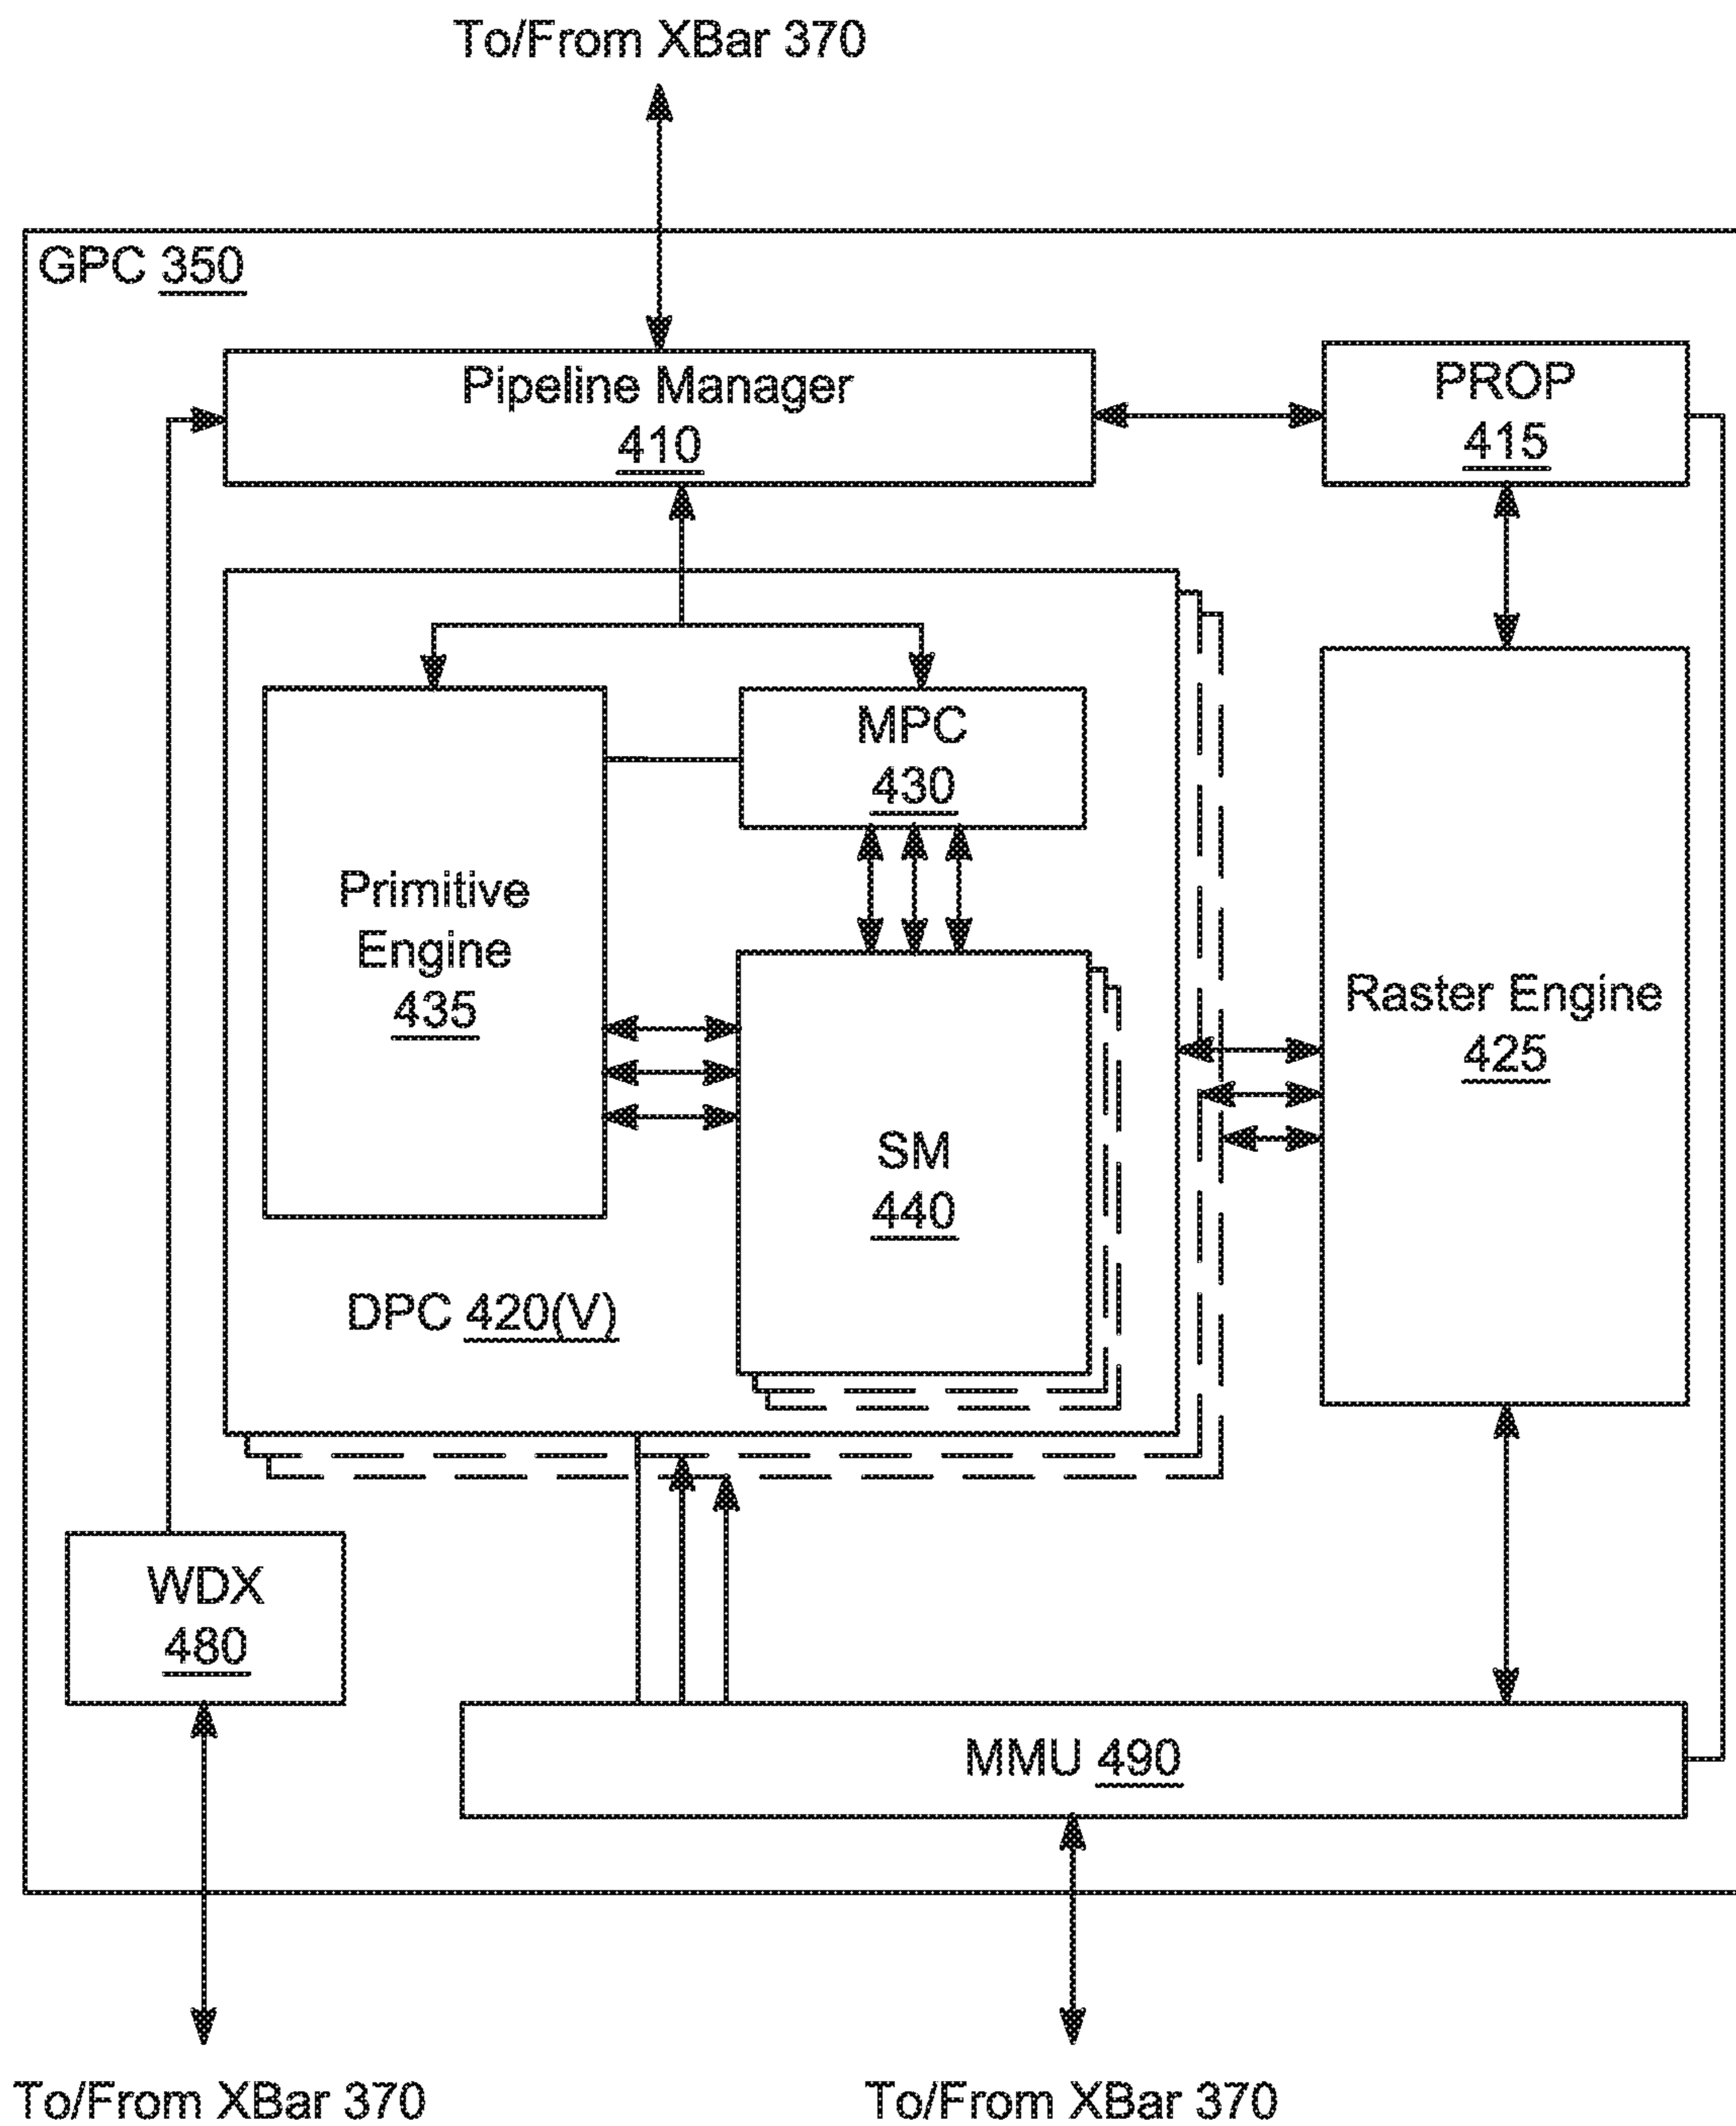 To/From XBar 370
GPC 350
Pipeline Manager
410
PROP
415
MPC
430
Primitive
Engine
435
Raster Engine
425
SM
440
DPC 420(V)
WDX
480
MMU 490
To/From XBar 370
To/From XBar 370